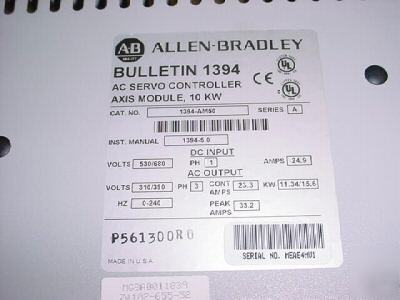 A-B ALLEN-BRADLEY
BULLETIN 1394
AC SERVO CONTROLLER
AXIS MODULE, 10 KW
CAT. NO. 1394-AM50 SERIES A
INST. MANUAL 1394-5.0
DC INPUT
VOLTS 530/680 PH 1 AMPS 24.9
AC OUTPUT
VOLTS 310/390 PH 3 CONT AMPS 23.3 KW 11.34/15.6
HZ 0-240 PEAK AMPS 33.2
P561300R0
MADE IN U.S.A.
SERIAL NO. MEAE4M01